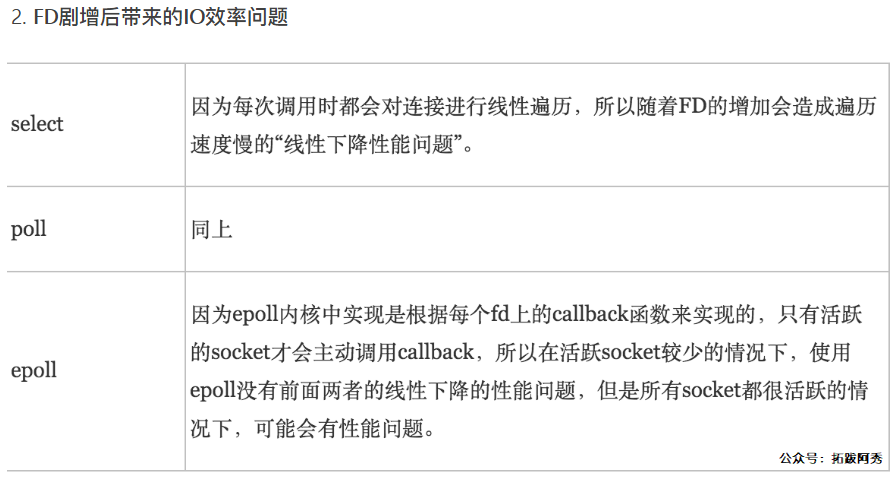 2. FD剧增后带来的IO效率问题
select
因为每次调用时都会对连接进行线性遍历，所以随着FD的增加会造成遍历
速度慢的“线性下降性能问题”。
poll
同上
epoll
因为epoll内核中实现是根据每个fd上的callback函数来实现的，只有活跃
的socket才会主动调用callback，所以在活跃socket较少的情况下，使用
epoll没有前面两者的线性下降的性能问题，但是所有socket都很活跃的情
况下，可能会有性能问题。
公众号：拓跋阿秀